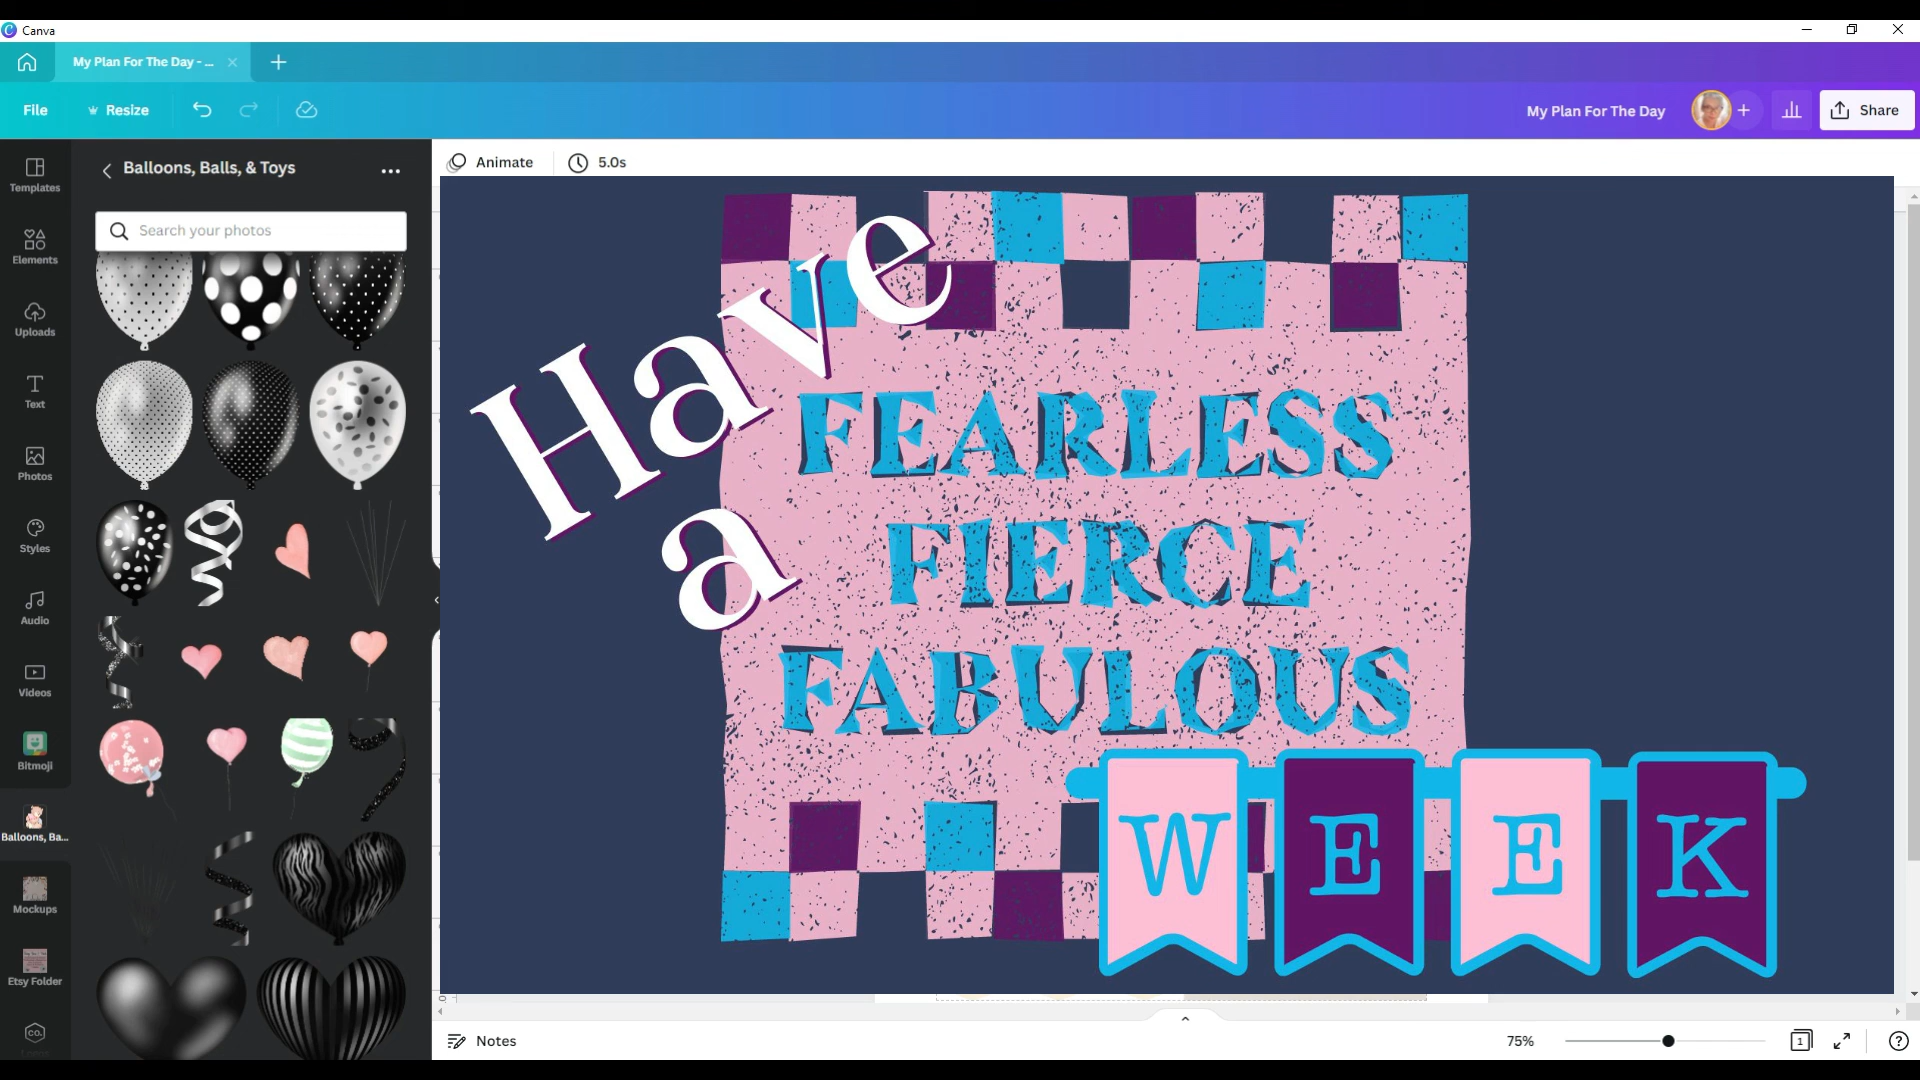 Canva
My Plan For The Day - ...
File
Resize
My Plan For The Day
Share
Templates
Elements
Uploads
Text
Photos
Styles
Audio
Videos
Bitmoji
Balloons, Ba...
Mockups
Etsy Folder
Balloons, Balls, & Toys
Search your photos
Animate
5.0s
Have
a
FEARLESS
FIERCE
FABULOUS
WEEK
Notes
75%
1